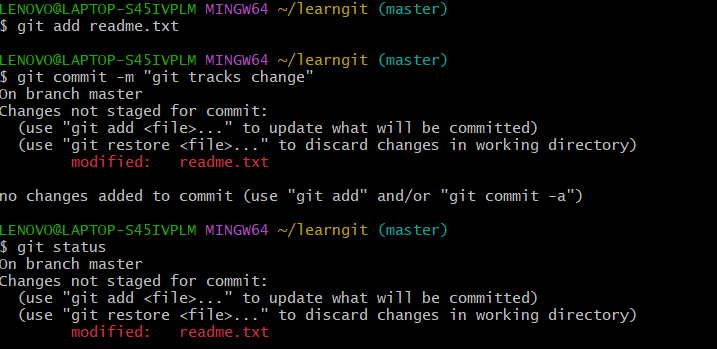 LENOVO@LAPTOP-S45IVPLM MINGW64 ~/learngit (master)
$ git add readme.txt
LENOVO@LAPTOP-S45IVPLM MINGW64 ~/learngit (master)
$ git commit -m "git tracks change"
On branch master
Changes not staged for commit:
  (use "git add <file>..." to update what will be committed)
  (use "git restore <file>..." to discard changes in working directory)
        modified:   readme.txt
no changes added to commit (use "git add" and/or "git commit -a")
LENOVO@LAPTOP-S45IVPLM MINGW64 ~/learngit (master)
$ git status
On branch master
Changes not staged for commit:
  (use "git add <file>..." to update what will be committed)
  (use "git restore <file>..." to discard changes in working directory)
        modified:   readme.txt